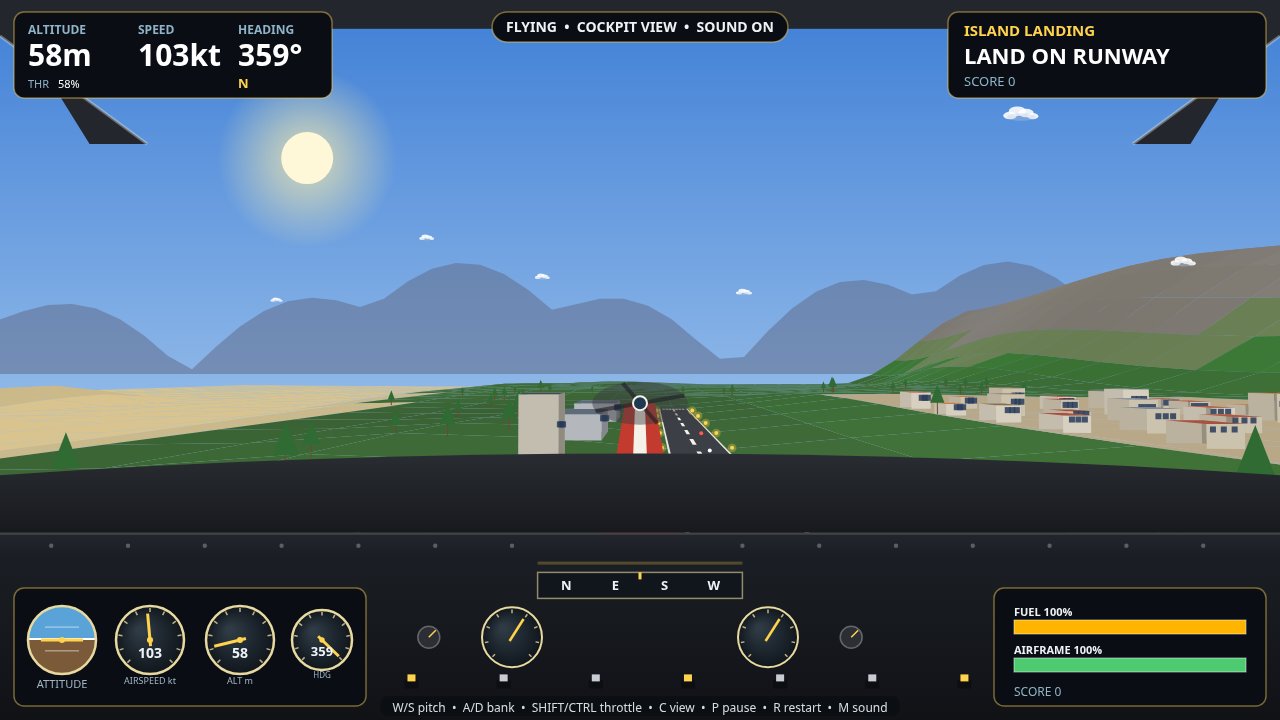 ALTITUDE SPEED HEADING
58m 103kt 359°
THR 58% N
FLYING • COCKPIT VIEW • SOUND ON
ISLAND LANDING
LAND ON RUNWAY
SCORE 0
N E S W
103 58 359
ATTITUDE AIRSPEED kt ALT m HDG
FUEL 100%
AIRFRAME 100%
SCORE 0
W/S pitch • A/D bank • SHIFT/CTRL throttle • C view • P pause • R restart • M sound